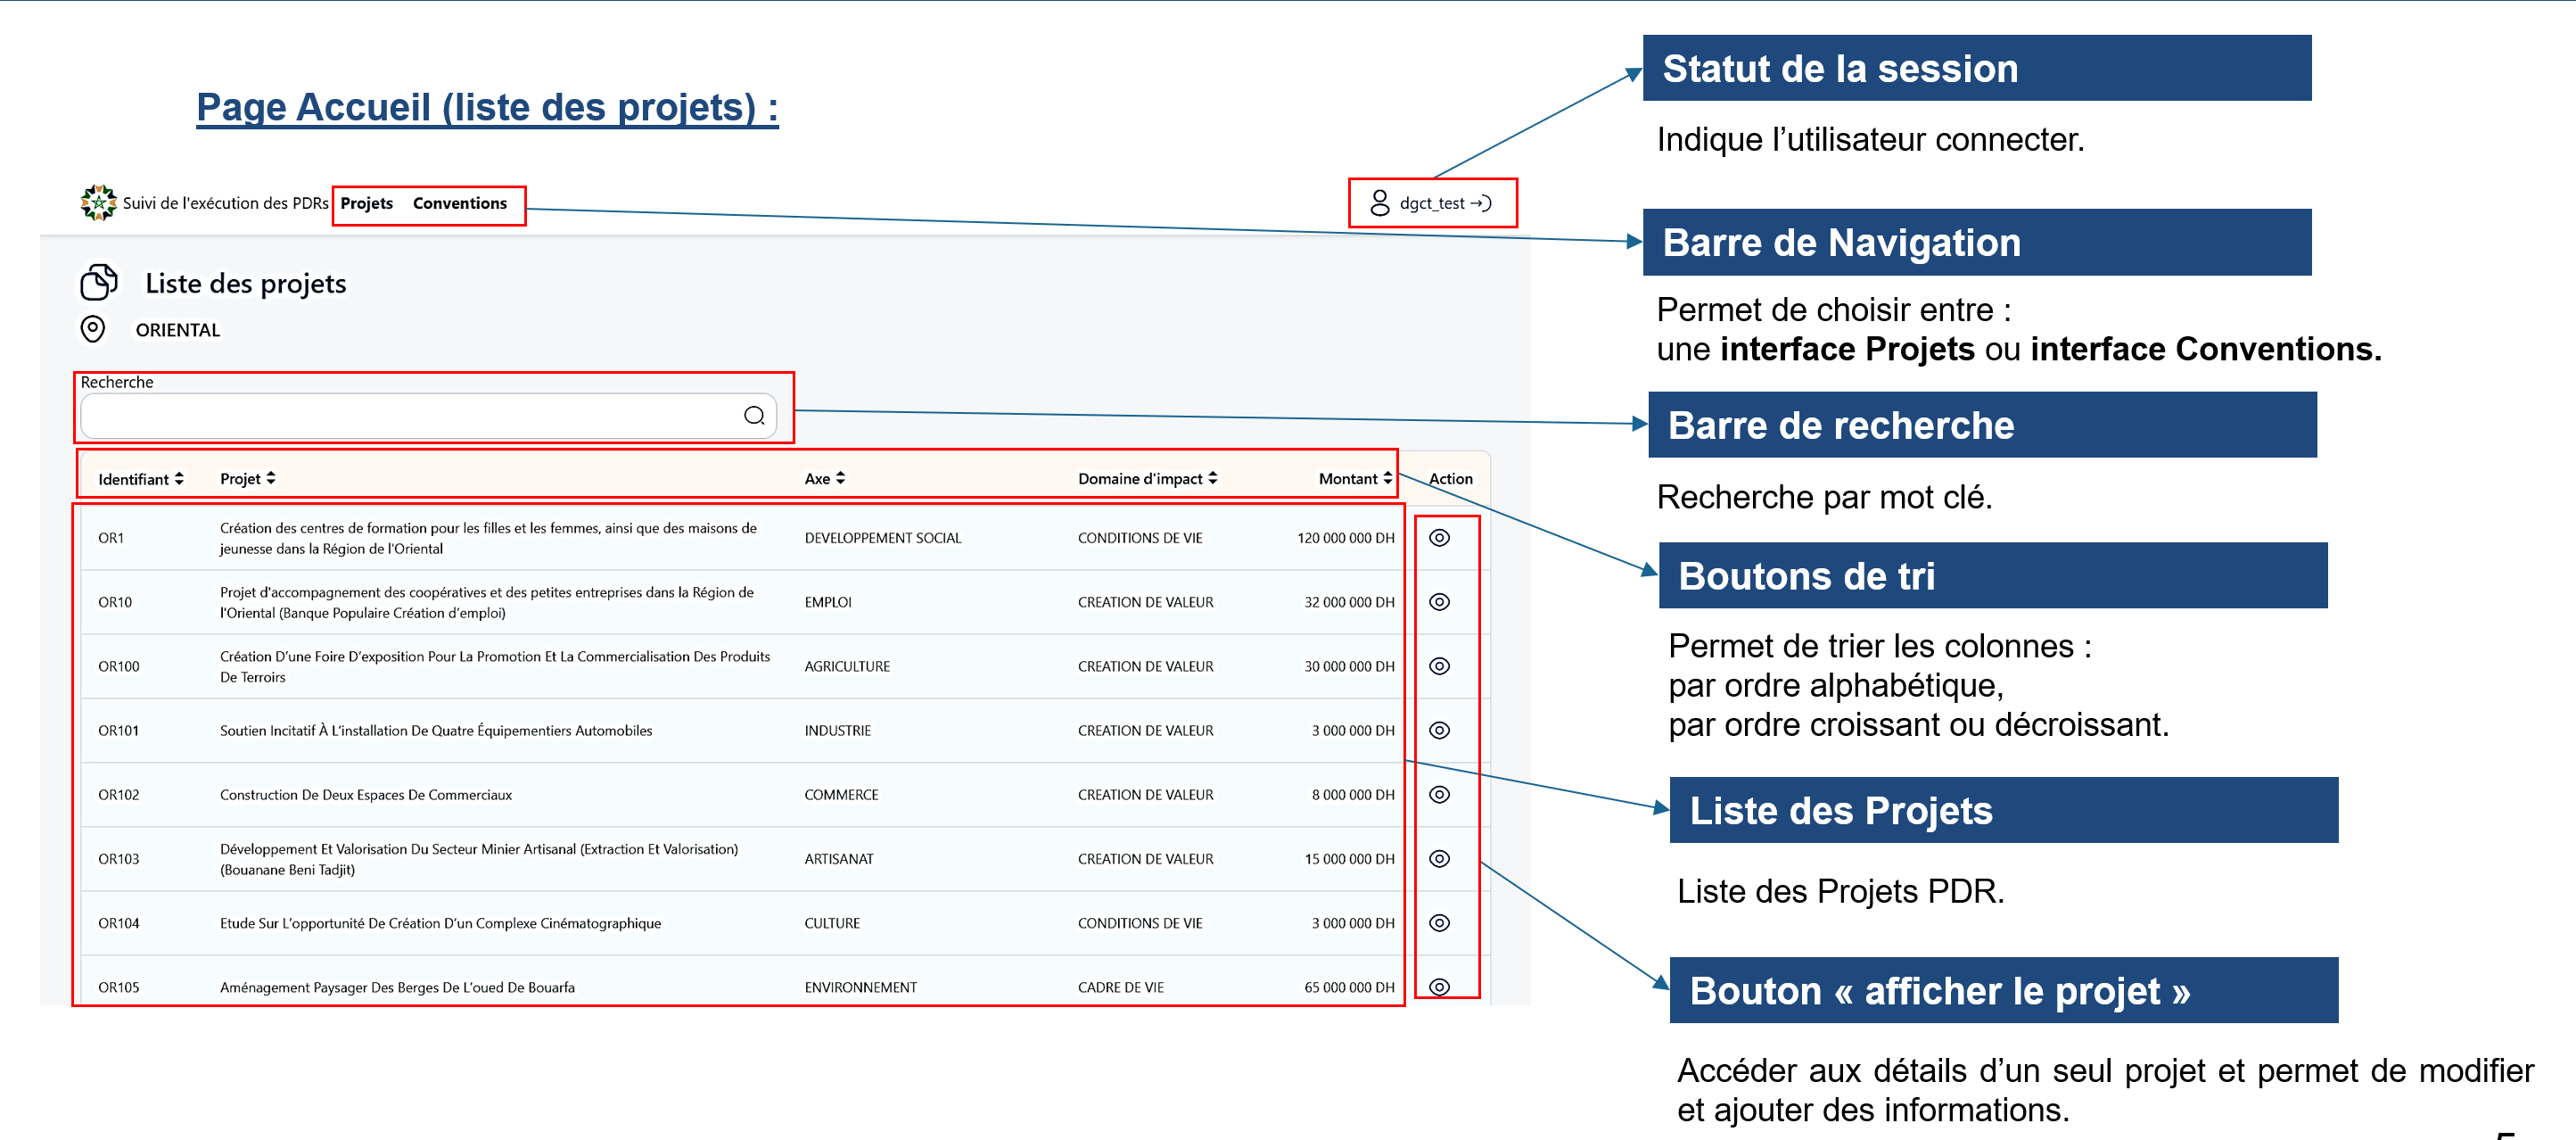 Page Accueil (liste des projets) :
Suivi de l'exécution des PDRs Projets Conventions
dgct_test
Liste des projets
ORIENTAL
Recherche
Identifiant Projet Axe Domaine d'impact Montant Action
OR1 Création des centres de formation pour les filles et les femmes, ainsi que des maisons de jeunesse dans la Région de l'Oriental DEVELOPPEMENT SOCIAL CONDITIONS DE VIE 120 000 000 DH
OR10 Projet d'accompagnement des coopératives et des petites entreprises dans la Région de l'Oriental (Banque Populaire Création d'emploi) EMPLOI CREATION DE VALEUR 32 000 000 DH
OR100 Création D'une Foire D'exposition Pour La Promotion Et La Commercialisation Des Produits De Terroirs AGRICULTURE CREATION DE VALEUR 30 000 000 DH
OR101 Soutien Incitatif À L'installation De Quatre Équipementiers Automobiles INDUSTRIE CREATION DE VALEUR 3 000 000 DH
OR102 Construction De Deux Espaces De Commerciaux COMMERCE CREATION DE VALEUR 8 000 000 DH
OR103 Développement Et Valorisation Du Secteur Minier Artisanal (Extraction Et Valorisation) (Bouanane Beni Tadjit) ARTISANAT CREATION DE VALEUR 15 000 000 DH
OR104 Etude Sur L'opportunité De Création D'un Complexe Cinématographique CULTURE CONDITIONS DE VIE 3 000 000 DH
OR105 Aménagement Paysager Des Berges De L'oued De Bouarfa ENVIRONNEMENT CADRE DE VIE 65 000 000 DH
Statut de la session
Indique l'utilisateur connecter.
Barre de Navigation
Permet de choisir entre :
une interface Projets ou interface Conventions.
Barre de recherche
Recherche par mot clé.
Boutons de tri
Permet de trier les colonnes :
par ordre alphabétique,
par ordre croissant ou décroissant.
Liste des Projets
Liste des Projets PDR.
Bouton « afficher le projet »
Accéder aux détails d'un seul projet et permet de modifier
et ajouter des informations.